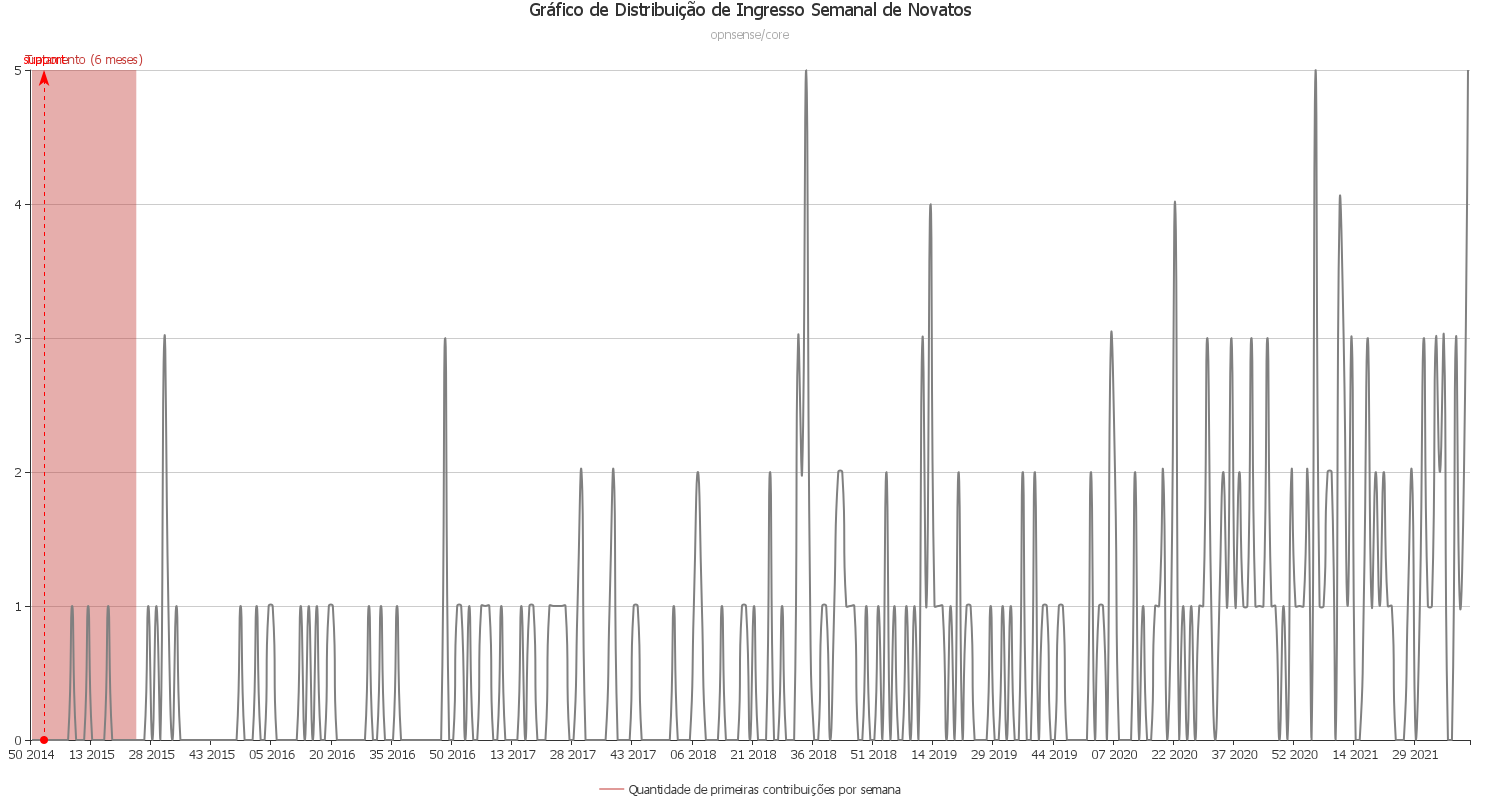 Gráfico de Distribuição de Ingresso Semanal de Novatos
opnsense/core
(6 meses)
5
4
3
2
1
0
50 2014 13 2015 28 2015 43 2015 05 2016 20 2016 35 2016 50 2016 13 2017 28 2017 43 2017 06 2018 21 2018 36 2018 51 2018 14 2019 29 2019 44 2019 07 2020 22 2020 37 2020 52 2020 14 2021 29 2021
Quantidade de primeiras contribuições por semana